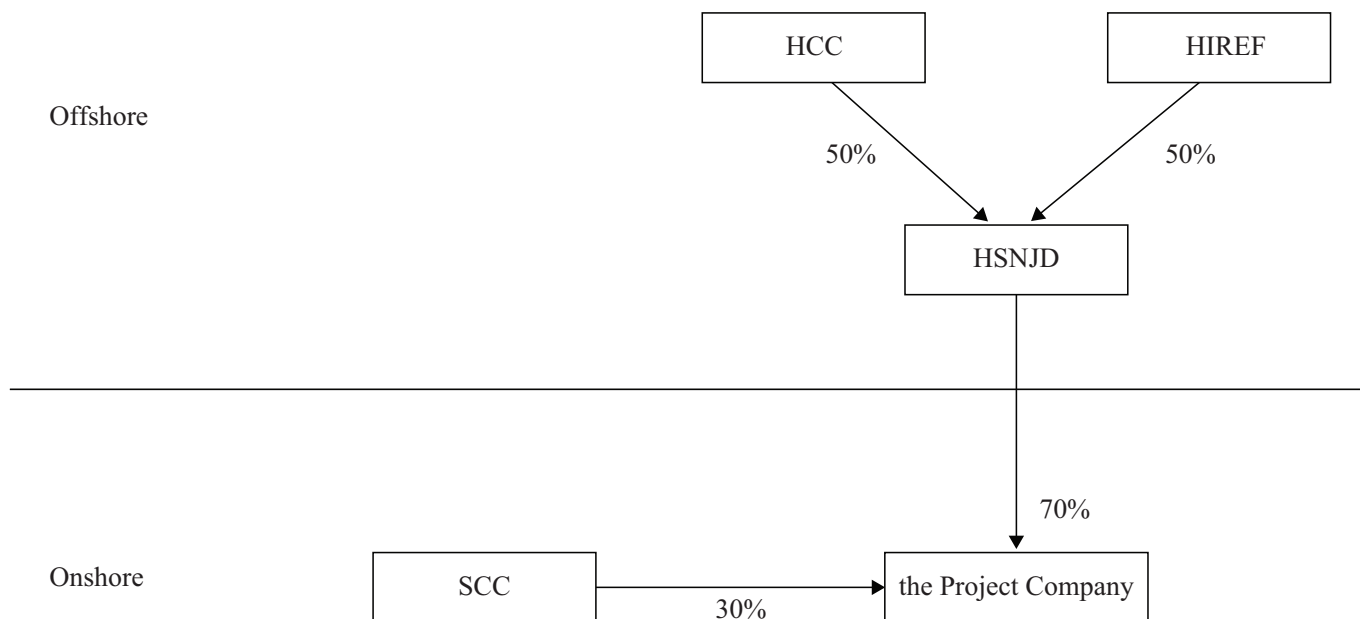 HCC
HIREF
Offshore
50%
50%
HSNJD
70%
Onshore
SCC
the Project Company
30%